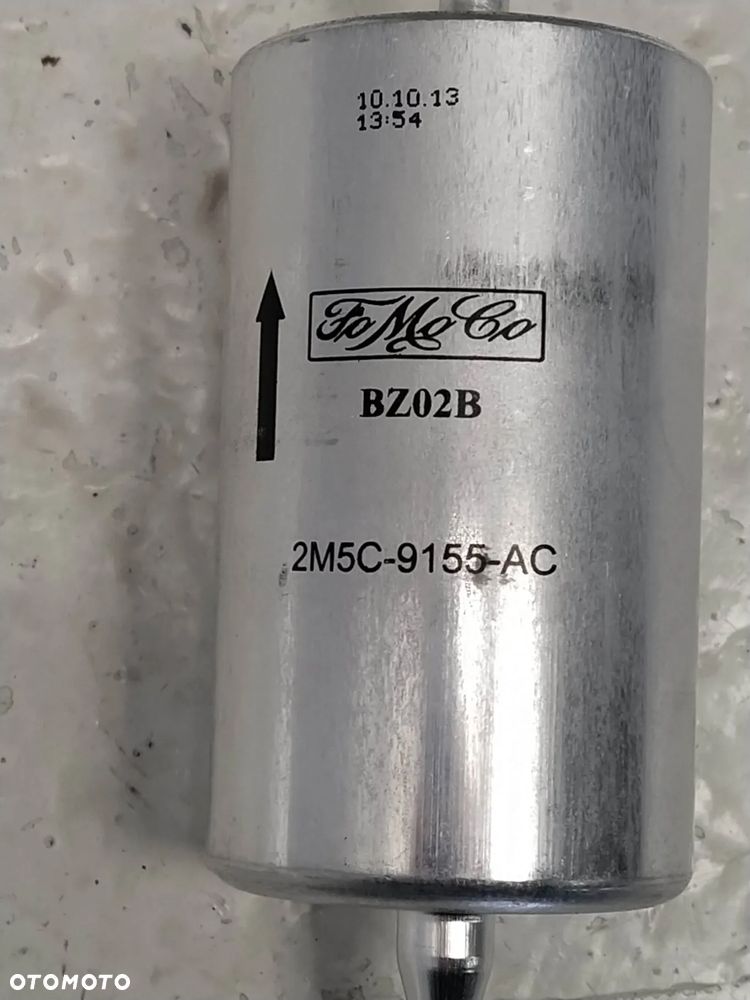 10.10.13
13:54
FoMoCo
BZ02B
2M5C-9155-AC
OTOMOTO